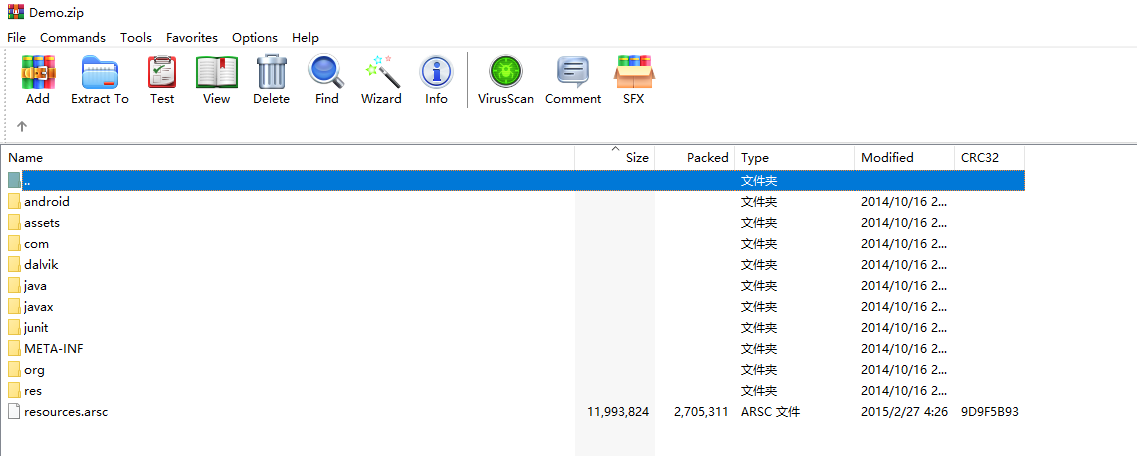 Demo.zip
File Commands Tools Favorites Options Help
Add Extract To Test View Delete Find Wizard Info VirusScan Comment SFX
Name Size Packed Type Modified CRC32
.. 文件夹
android 文件夹 2014/10/16 2...
assets 文件夹 2014/10/16 2...
com 文件夹 2014/10/16 2...
dalvik 文件夹 2014/10/16 2...
java 文件夹 2014/10/16 2...
javax 文件夹 2014/10/16 2...
junit 文件夹 2014/10/16 2...
META-INF 文件夹 2014/10/16 2...
org 文件夹 2014/10/16 2...
res 文件夹 2014/10/16 2...
resources.arsc 11,993,824 2,705,311 ARSC 文件 2015/2/27 4:26 9D9F5B93